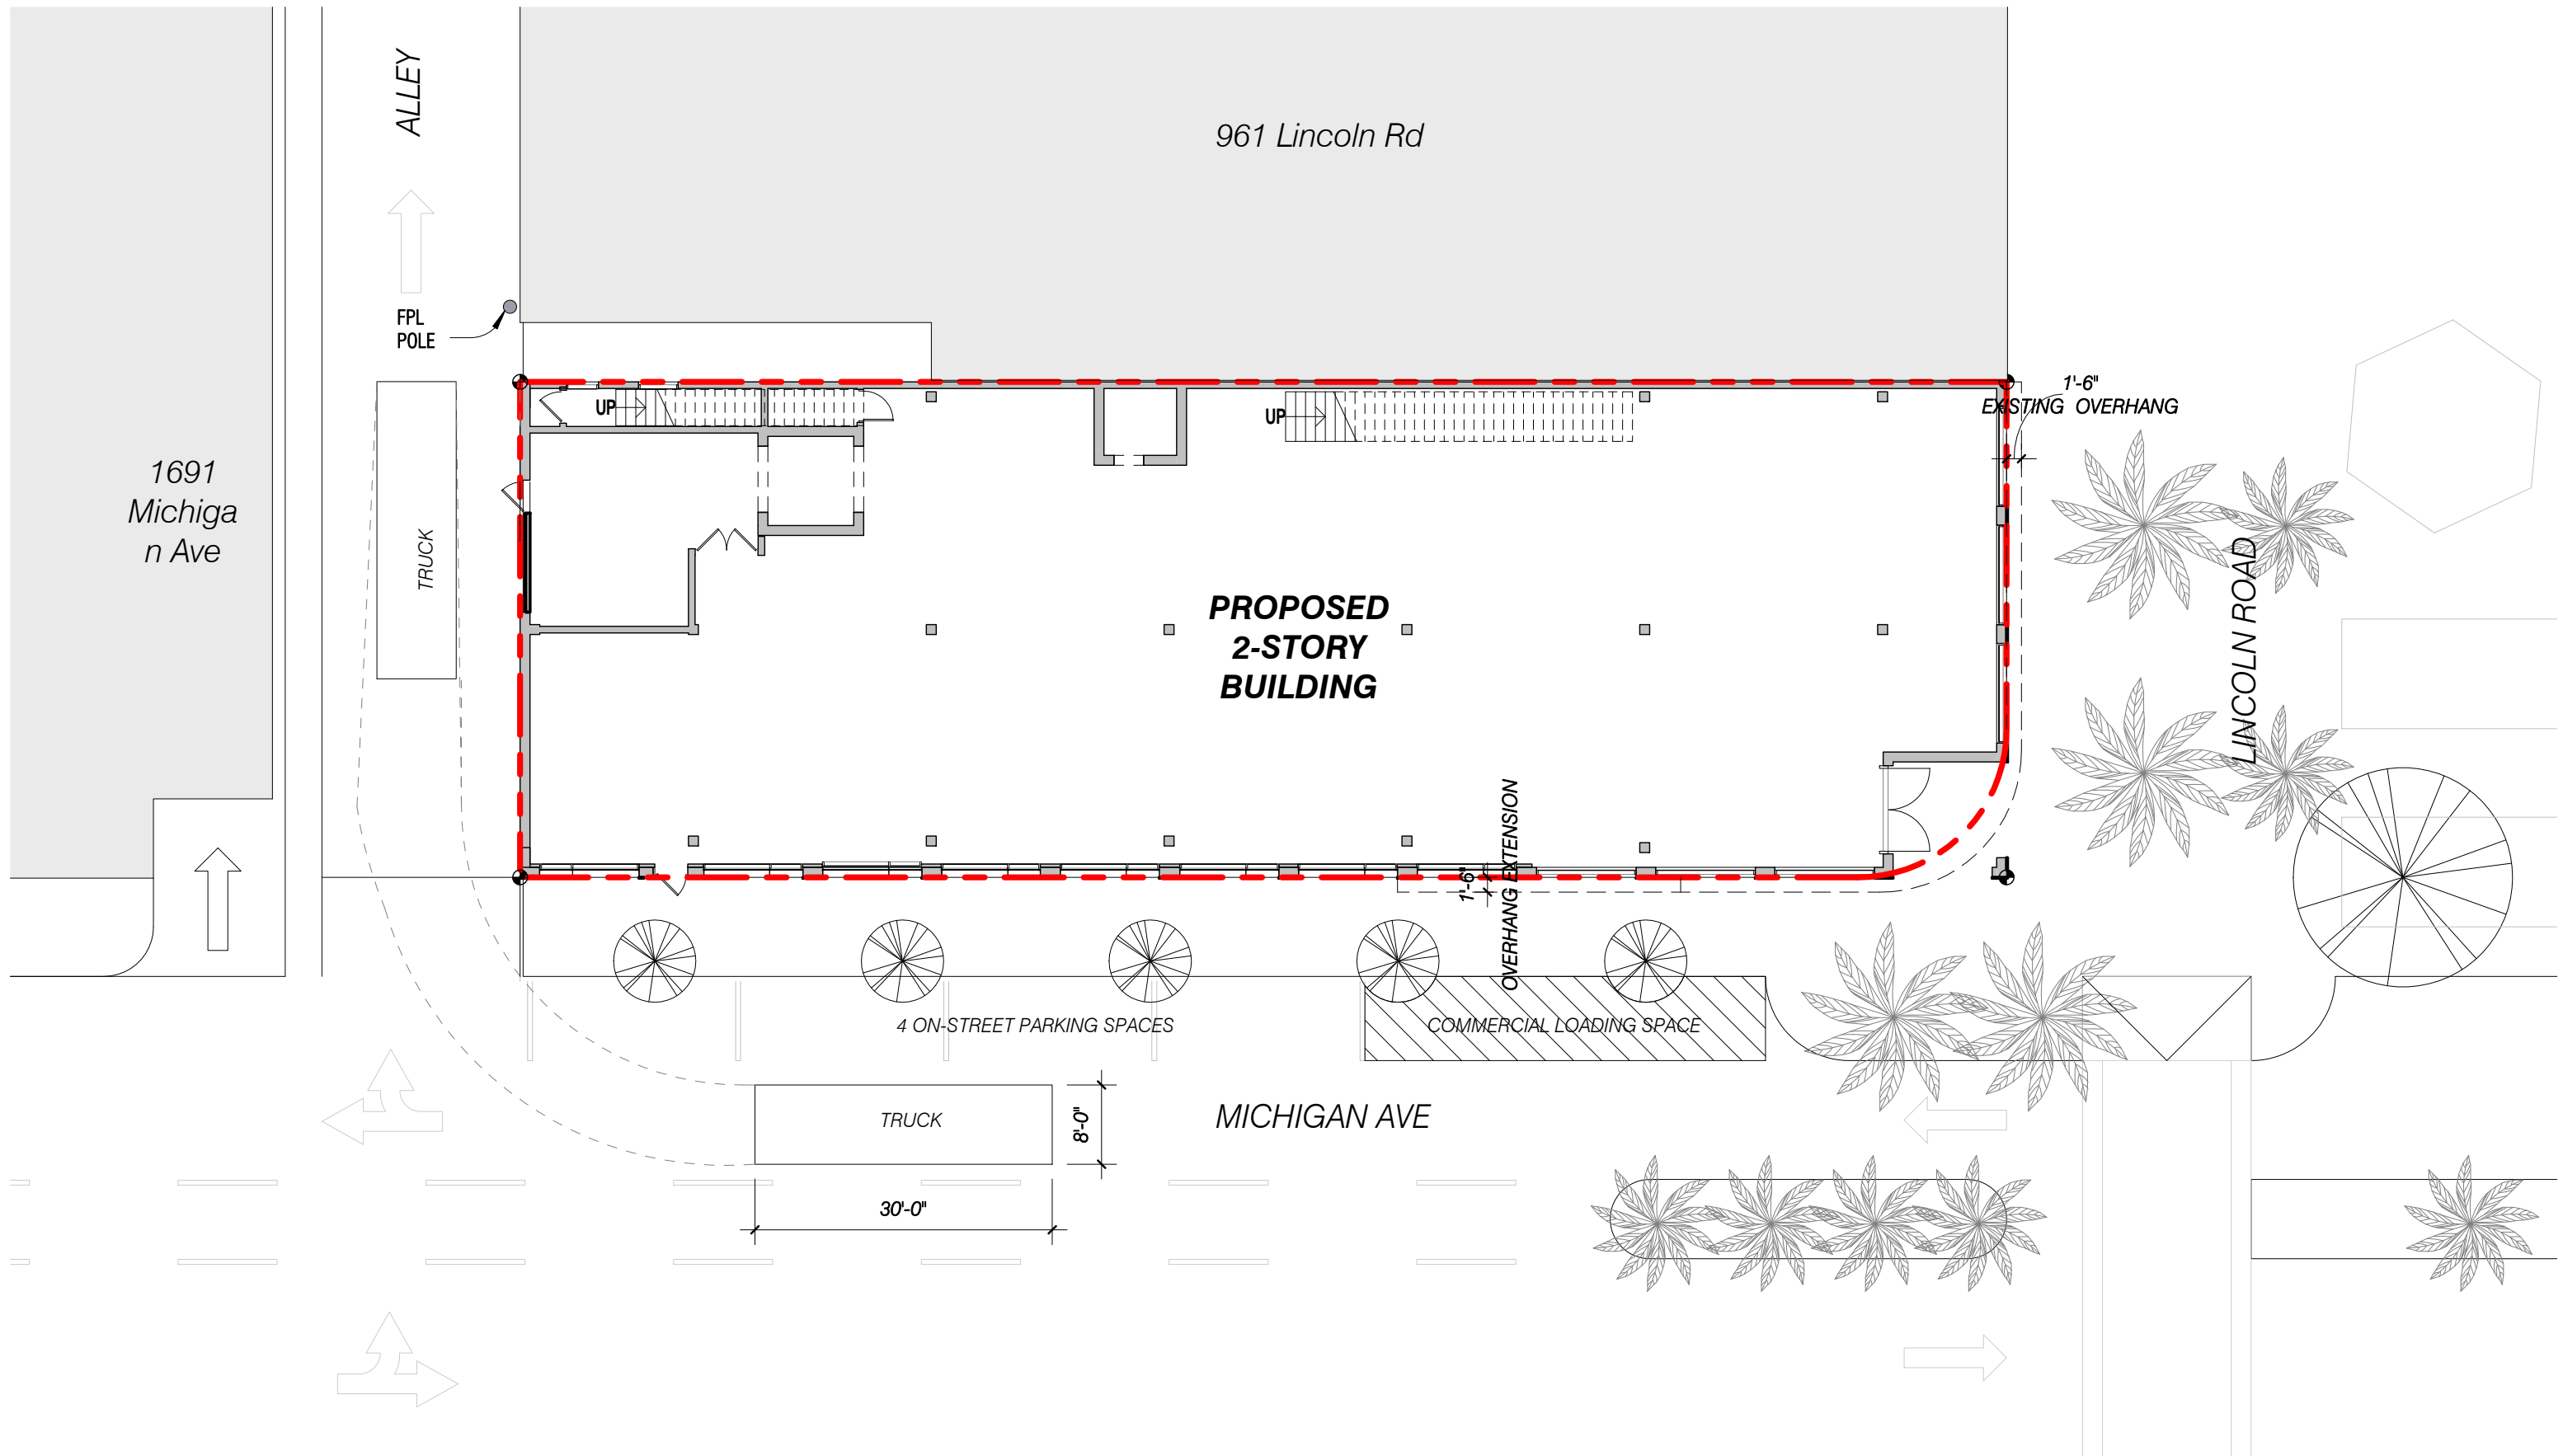 ALLEY
961 Lincoln Rd
FPL
POLE
1'-6"
EXISTING OVERHANG
UP
UP
1691
Michiga
n Ave
TRUCK
PROPOSED
2-STORY
BUILDING
LINCOLN ROAD
1'-6"
OVERHANG EXTENSION
4 ON-STREET PARKING SPACES
COMMERCIAL LOADING SPACE
TRUCK
8'-0"
MICHIGAN AVE
30'-0"